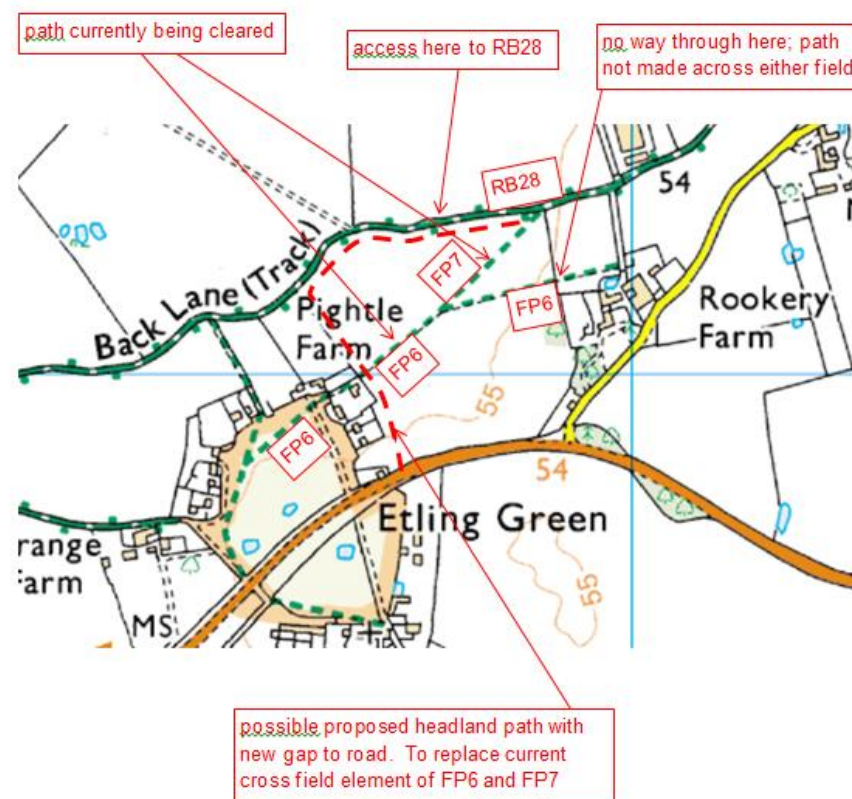 path currently being cleared
access here to RB28
no way through here; path
not made across either field
RB28
54
FP7
Back Lane (Track)
Pightle
Farm
FP6
Rookery
Farm
FP6
55
FP6
54
Etling Green
range
Farm
55
MS
possible proposed headland path with
new gap to road. To replace current
cross field element of FP6 and FP7